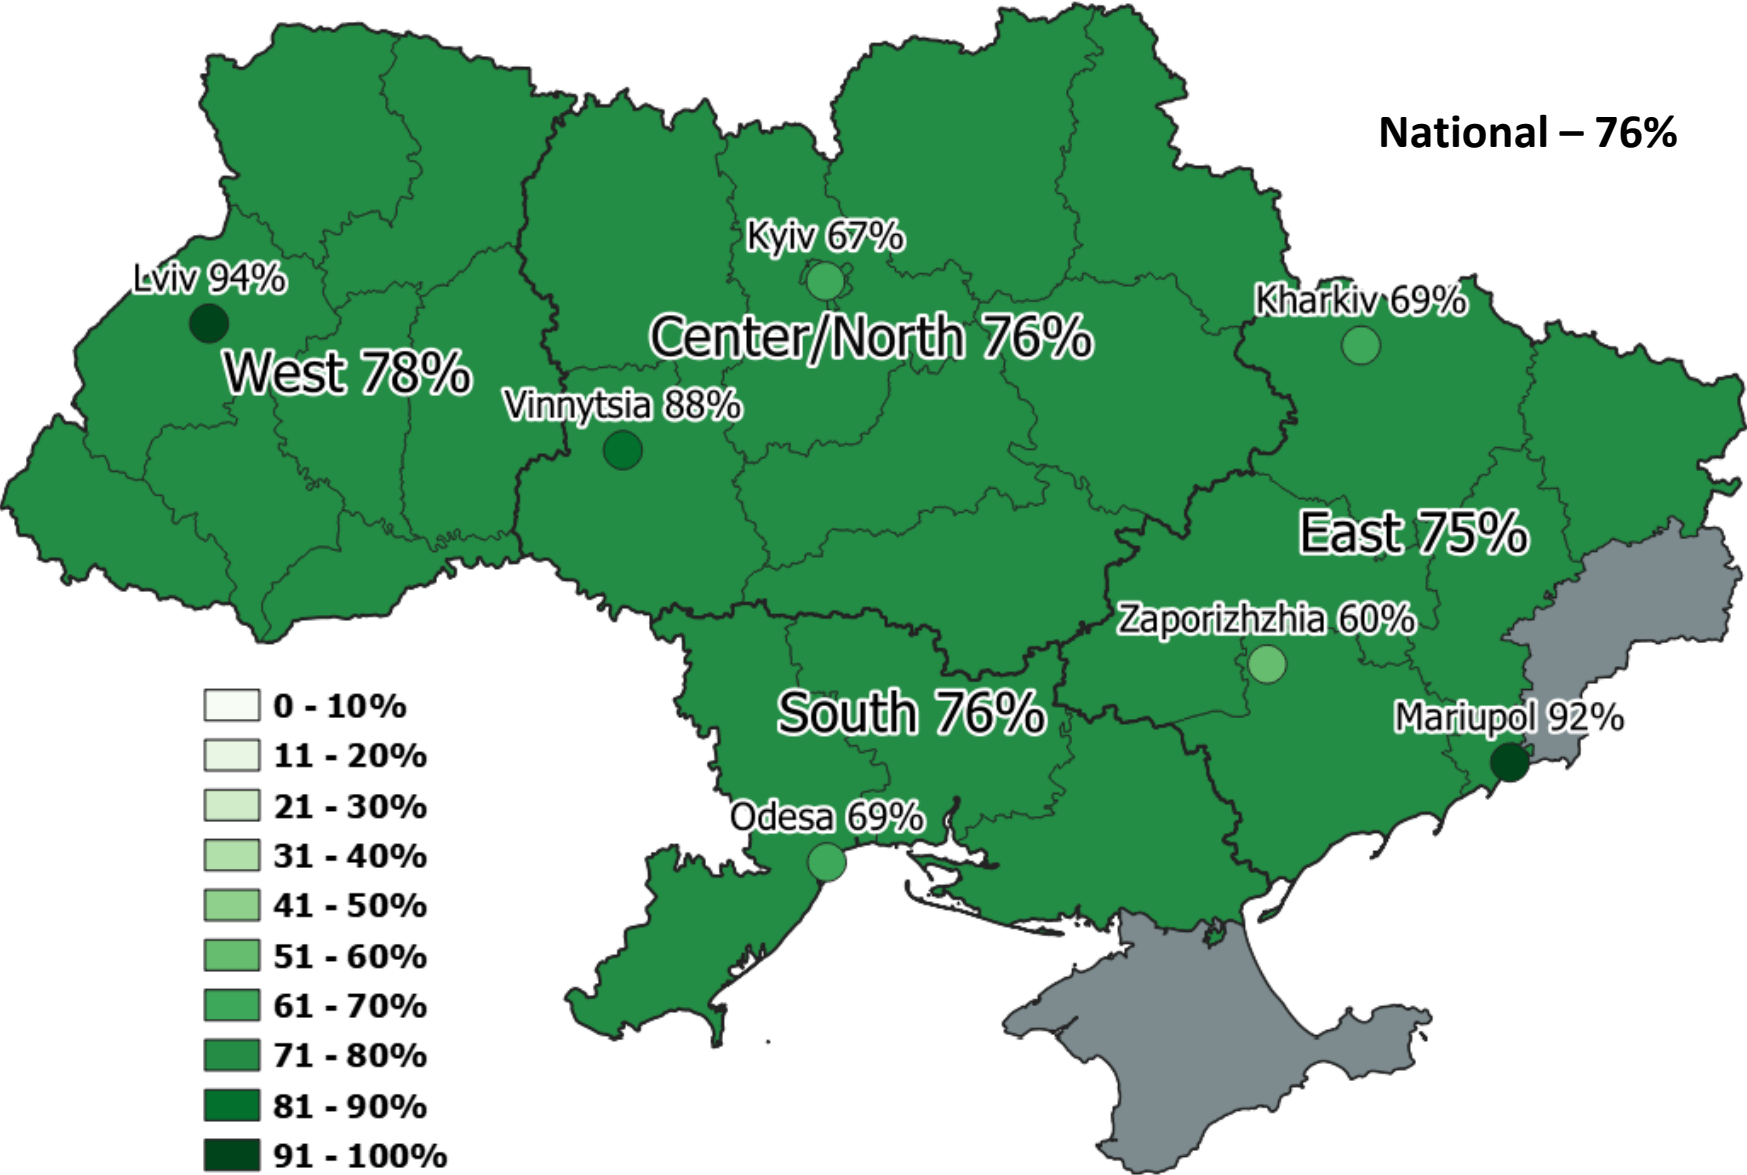 National – 76%
Kyiv 67%
Lviv 94%
Kharkiv 69%
Center/North 76%
West 78%
Vinnytsia 88%
East 75%
Zaporizhzhia 60%
South 76%
Mariupol 92%
Odesa 69%
0 - 10%
11 - 20%
21 - 30%
31 - 40%
41 - 50%
51 - 60%
61 - 70%
71 - 80%
81 - 90%
91 - 100%